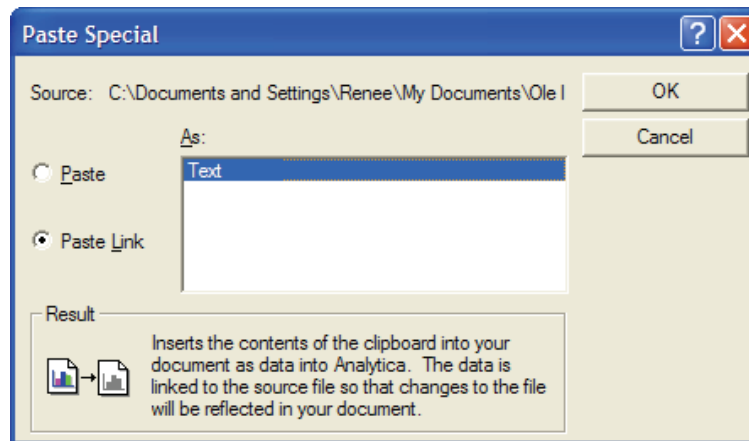 Paste Special
Source: C:\Documents and Settings\Renee\My Documents\Ole I
OK
Cancel
As:
Paste
Text
Paste Link
Result
Inserts the contents of the clipboard into your
document as data into Analytica. The data is
linked to the source file so that changes to the file
will be reflected in your document.